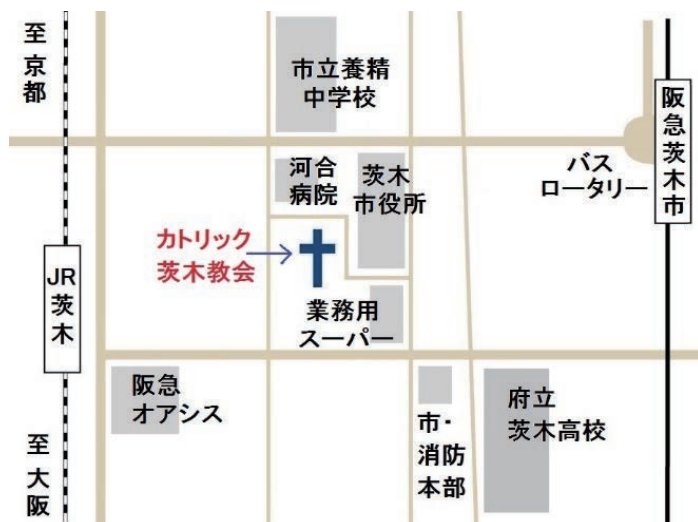 至京都
市立養精
中学校
河合
病院
茨木
市役所
バス
ロータリー
阪急茨木市
カトリック
茨木教会
JR茨木
業務用
スーパー
阪急
オアシス
市・
消防
本部
府立
茨木高校
至大阪